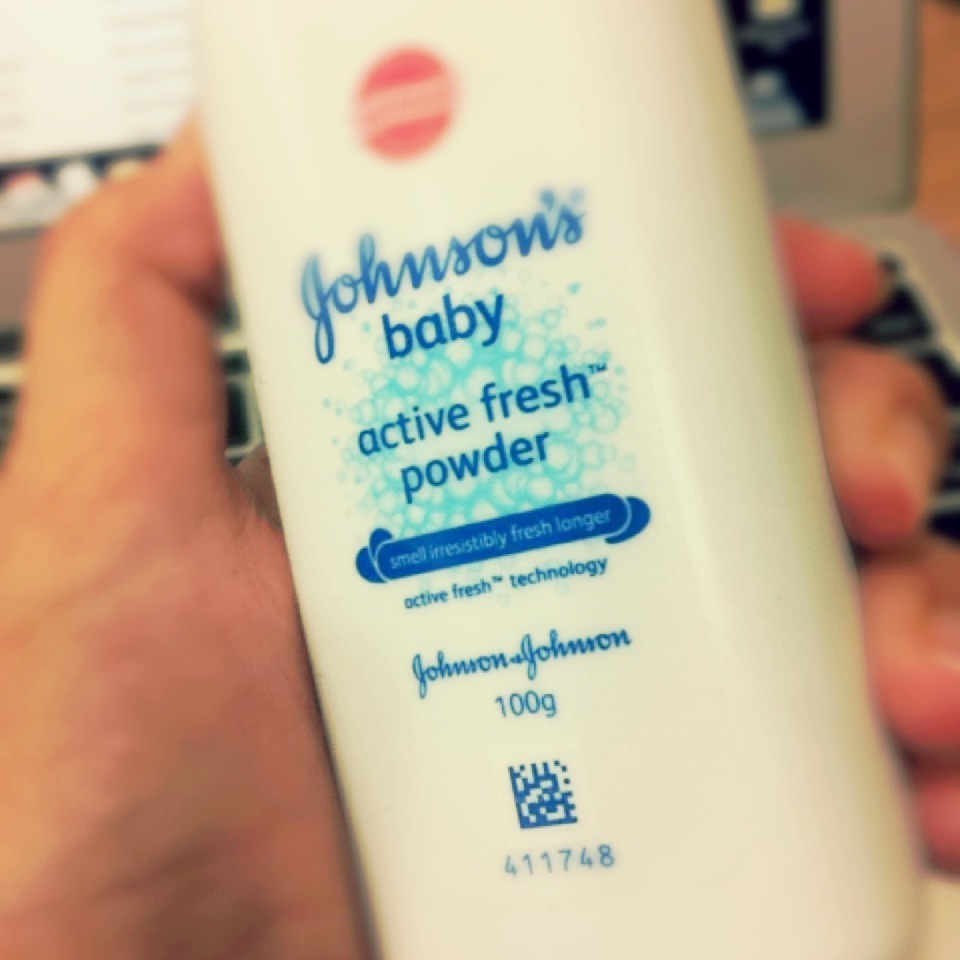 Johnson's
baby
active fresh™
powder
smell irresistibly fresh longer
active fresh™ technology
Johnson & Johnson
100g
411748